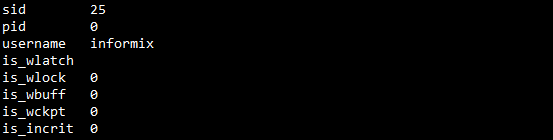 sid 25
pid 0
username informix
is_wlatch
is_wlock 0
is_wbuff 0
is_wckpt 0
is_incrit 0